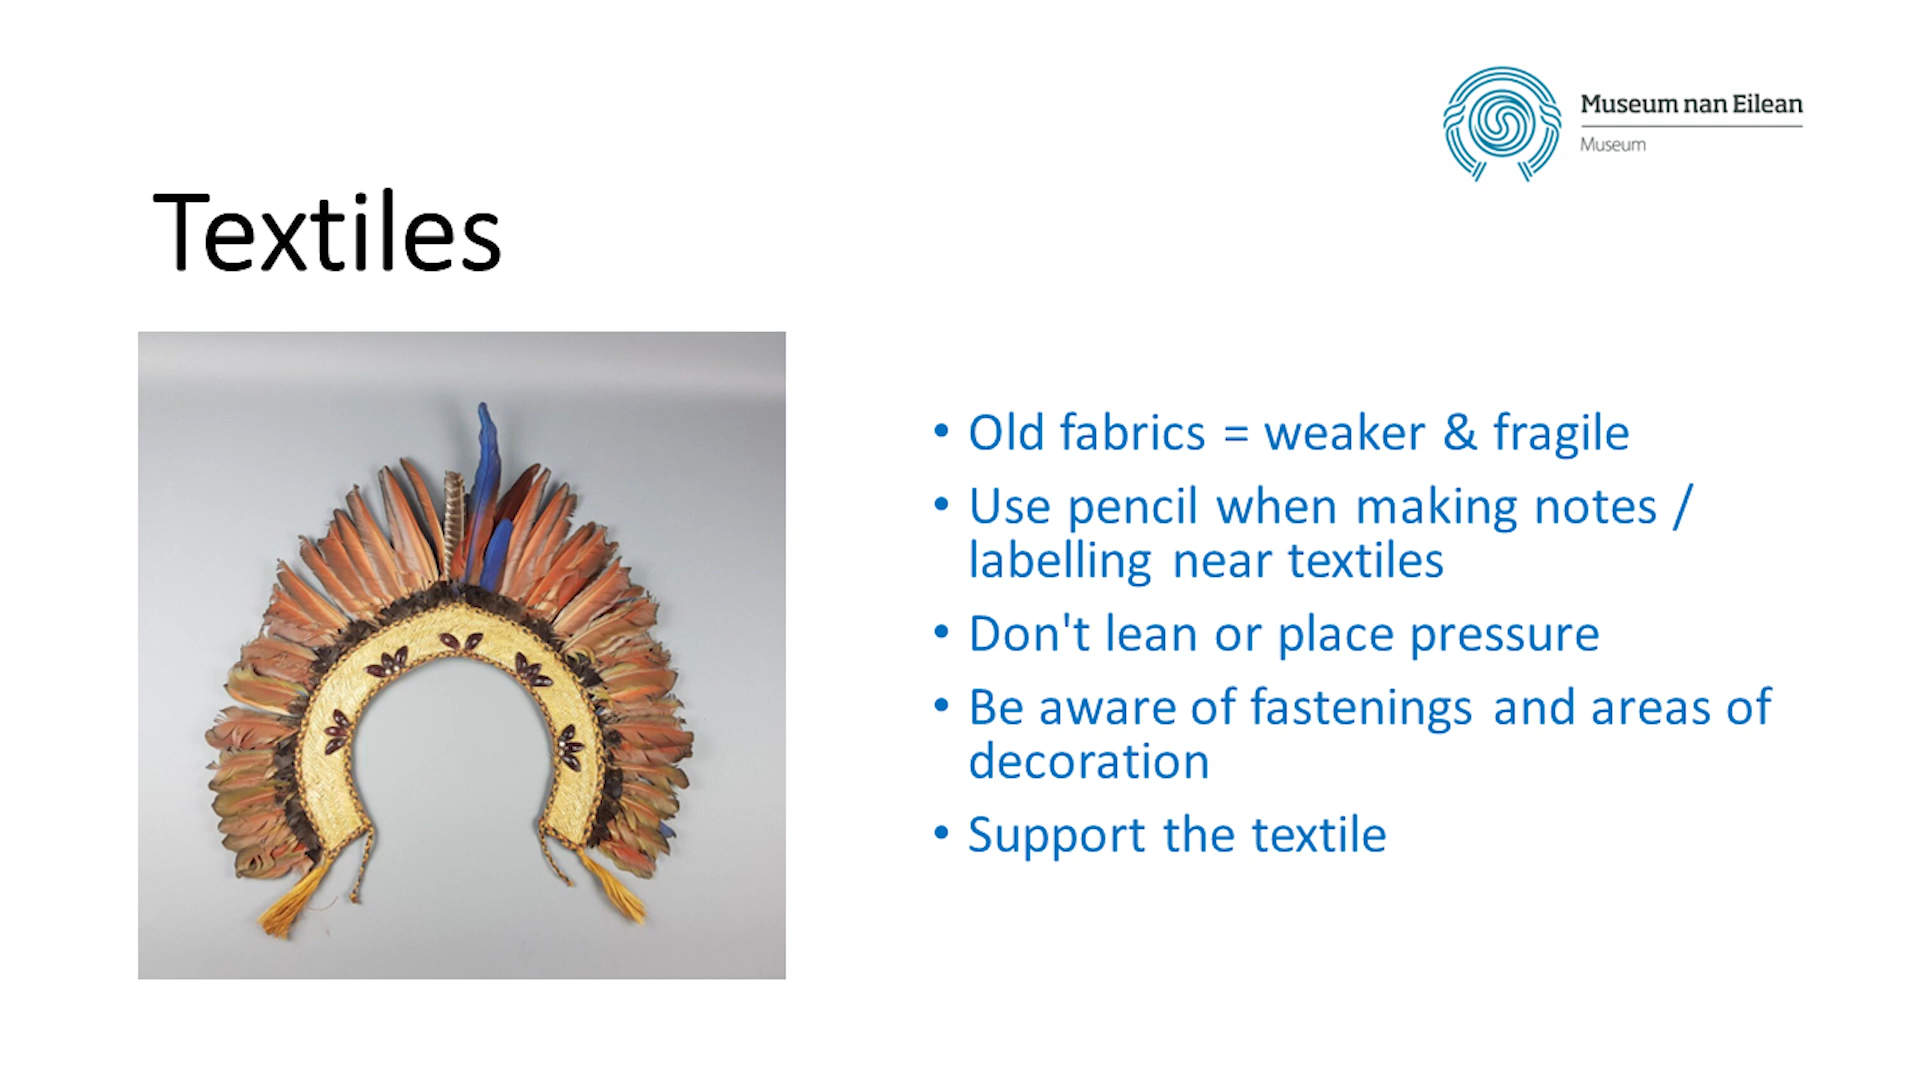 Museum nan Eilean
Museum
Textiles
• Old fabrics = weaker & fragile
• Use pencil when making notes /
labelling near textiles
• Don't lean or place pressure
• Be aware of fastenings and areas of
decoration
• Support the textile